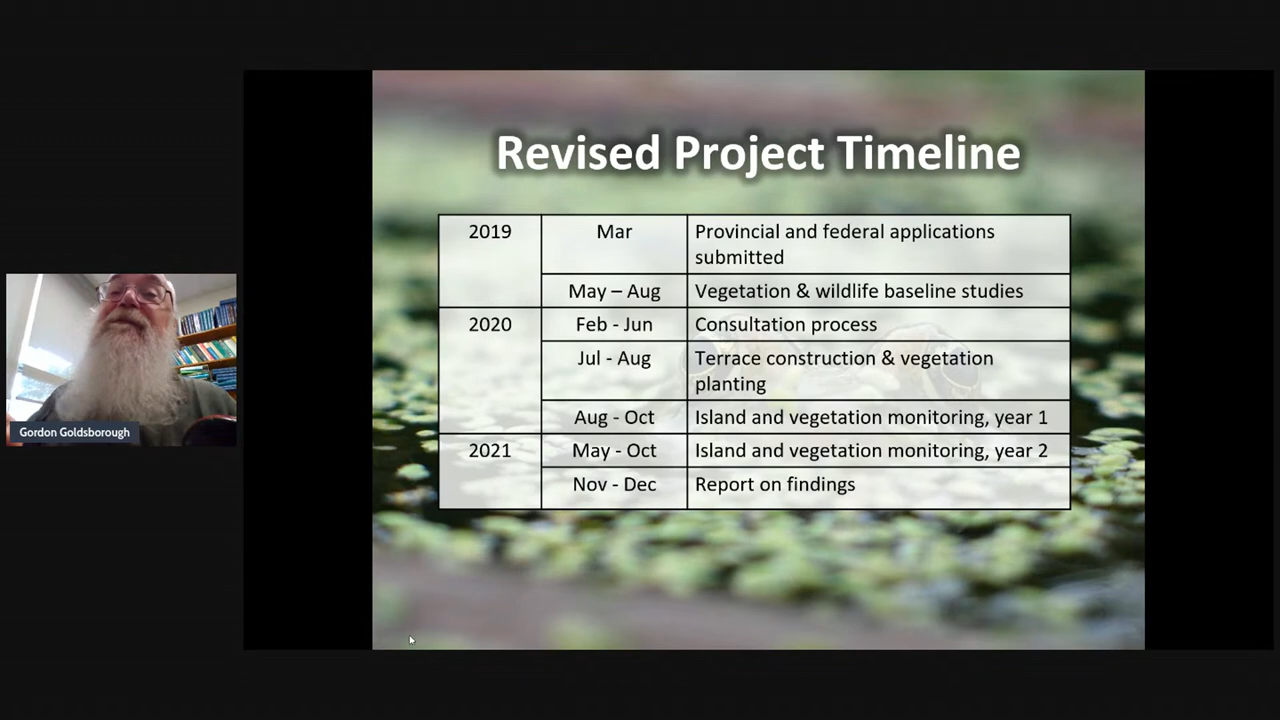 Revised Project Timeline
2019
Mar
Provincial and federal applications
submitted
May – Aug
Vegetation & wildlife baseline studies
2020
Feb - Jun
Consultation process
Jul - Aug
Terrace construction & vegetation
planting
Aug - Oct
Island and vegetation monitoring, year 1
2021
May - Oct
Island and vegetation monitoring, year 2
Nov - Dec
Report on findings
Gordon Goldsborough